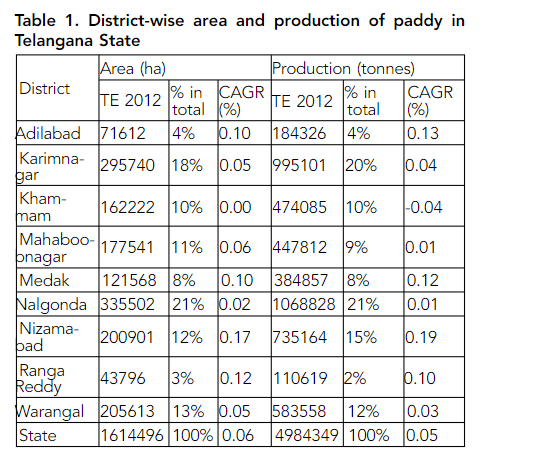 Table 1. District-wise area and production of paddy in
Telangana State
District Area (ha) Production (tonnes)
TE 2012 % in total CAGR (%) TE 2012 % in total CAGR (%)
Adilabad 71612 4% 0.10 184326 4% 0.13
Karimna-
gar 295740 18% 0.05 995101 20% 0.04
Kham-
mam 162222 10% 0.00 474085 10% -0.04
Mahaboo-
bnagar 177541 11% 0.06 447812 9% 0.01
Medak 121568 8% 0.10 384857 8% 0.12
Nalgonda 335502 21% 0.02 1068828 21% 0.01
Nizama-
bad 200901 12% 0.17 735164 15% 0.19
Ranga
Reddy 43796 3% 0.12 110619 2% 0.10
Warangal 205613 13% 0.05 583558 12% 0.03
State 1614496 100% 0.06 4984349 100% 0.05